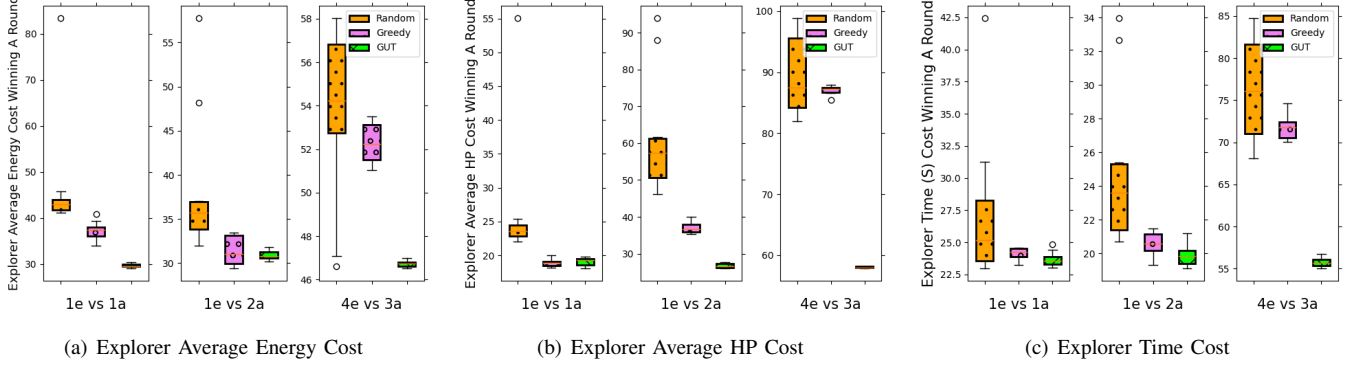 Explorer Average Energy Cost Winning A Round
80
70
60
50
40
30
1e vs 1a
55
50
45
40
35
30
1e vs 2a
58
56
54
52
50
48
46
4e vs 3a
Random
Greedy
GUT
(a) Explorer Average Energy Cost
Explorer Average HP Cost Winning A Round
55
50
45
40
35
30
25
20
1e vs 1a
90
80
70
60
50
40
30
1e vs 2a
100
90
80
70
60
4e vs 3a
Random
Greedy
GUT
(b) Explorer Average HP Cost
Explorer Time (S) Cost Winning A Round
42.5
40.0
37.5
35.0
32.5
30.0
27.5
25.0
22.5
1e vs 1a
34
32
30
28
26
24
22
20
1e vs 2a
85
80
75
70
65
60
55
4e vs 3a
Random
Greedy
GUT
(c) Explorer Time Cost